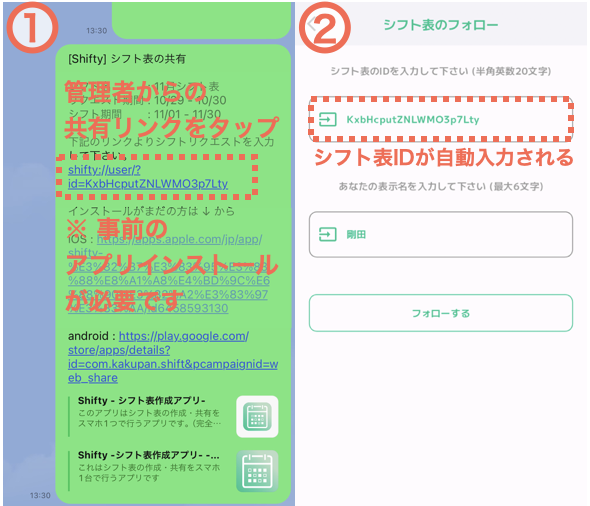 ①
13:30
[Shifty] シフト表の共有
11月シフト表
リクエスト期間 : 10/29 - 10/30
シフト期間 : 11/01 - 11/30
管理者からの
共有リンクをタップ
下記のリンクよりシフトリクエストを入力
して下さい。
shifty://user/?
id=KxbHcputZNLWMO3p7Lty
インストールがまだの方は ↓ から
iOS : https://apps.apple.com/jp/app/
shifty-
※ 事前の
アプリインストール
が必要です
android : https://play.google.com/
store/apps/details?
id=com.kakupan.shift&pcampaignid=w
eb_share
Shifty - シフト表作成アプリ-
このアプリはシフト表の作成・共有を
スマホ1つで行うアプリです。（完全…
Shifty -シフト表作成アプリ- -...
これはシフト表の作成・共有をスマホ
1台で行うアプリです
13:30
②
シフト表のフォロー
シフト表のIDを入力して下さい (半角英数20文字)
KxbHcputZNLWMO3p7Lty
シフト表IDが自動入力される
あなたの表示名を入力して下さい (最大6文字)
剛田
フォローする